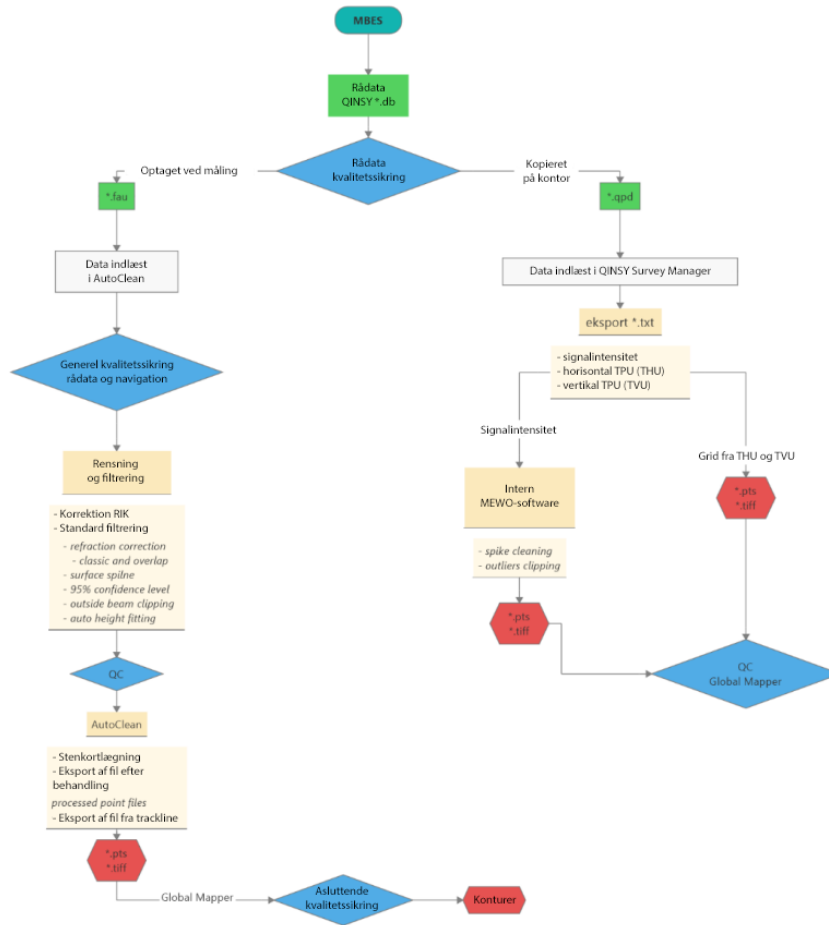 MBES
Rådata
QINSY *.db
Rådata
kvalitetssikring
Optaget ved måling
*.fau
Data indlæst
i AutoClean
Generel kvalitetssikring
rådata og navigation
Rensning
og filtrering
- Korrektion RIK
- Standard filtrering
- refraction correction
- classic and overlap
- surface spilne
- 95% confidence level
- outside beam clipping
- auto height fitting
QC
AutoClean
- Stenkortlægning
- Eksport af fil efter
behandling
processed point files
- Eksport af fil fra trackline
*.pts
*.tiff
Global Mapper
Asluttende
kvalitetssikring
Konturer
Kopieret
på kontor
*.qpd
Data indlæst i QINSY Survey Manager
eksport *.txt
- signalintensitet
- horisontal TPU (THU)
- vertikal TPU (TVU)
Signalintensitet
Intern
MEWO-software
- spike cleaning
- outliers clipping
*.pts
*.tiff
Grid fra THU og TVU
*.pts
*.tiff
QC
Global Mapper